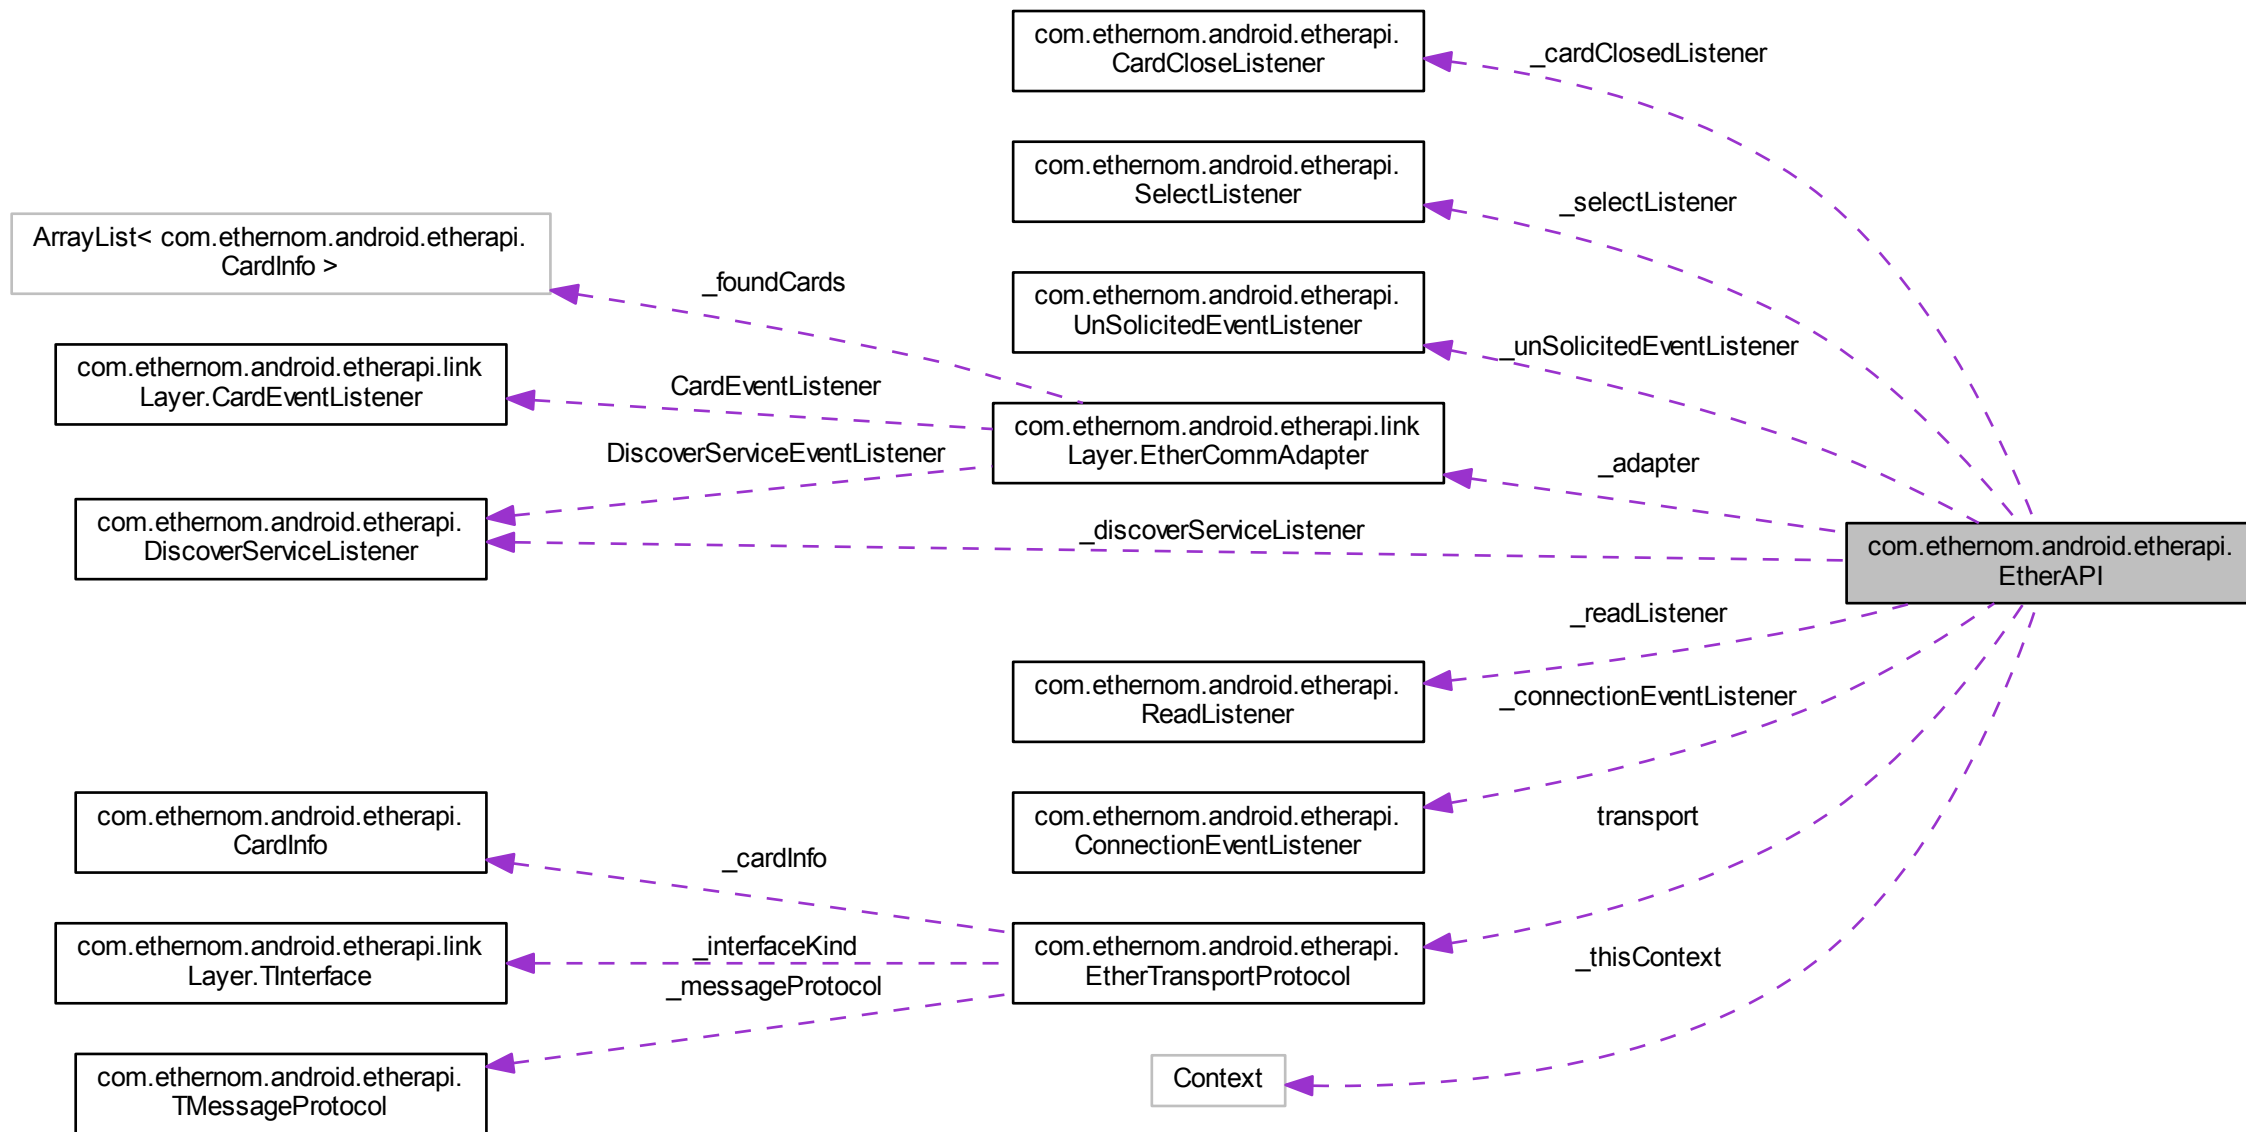 com.ethernom.android.etherapi.
CardCloseListener
_cardClosedListener
com.ethernom.android.etherapi.
SelectListener
_selectListener
ArrayList< com.ethernom.android.etherapi.
CardInfo >
_foundCards
com.ethernom.android.etherapi.
UnSolicitedEventListener
_unSolicitedEventListener
com.ethernom.android.etherapi.link
Layer.CardEventListener
CardEventListener
com.ethernom.android.etherapi.link
Layer.EtherCommAdapter
_adapter
DiscoverServiceEventListener
com.ethernom.android.etherapi.
DiscoverServiceListener
_discoverServiceListener
com.ethernom.android.etherapi.
EtherAPI
_readListener
com.ethernom.android.etherapi.
ReadListener
_connectionEventListener
com.ethernom.android.etherapi.
CardInfo
_cardInfo
com.ethernom.android.etherapi.
ConnectionEventListener
transport
com.ethernom.android.etherapi.link
Layer.TInterface
_interfaceKind
_messageProtocol
com.ethernom.android.etherapi.
EtherTransportProtocol
_thisContext
com.ethernom.android.etherapi.
TMessageProtocol
Context